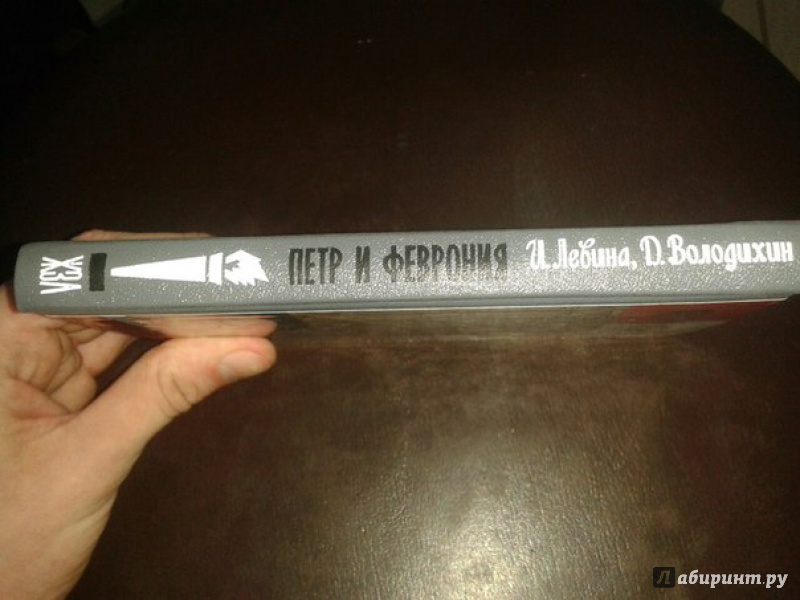 ЖЗЛ
ПЕТР И ФЕВРОНИЯ
И. Левина, Д. Володихин
Лабиринт.ру